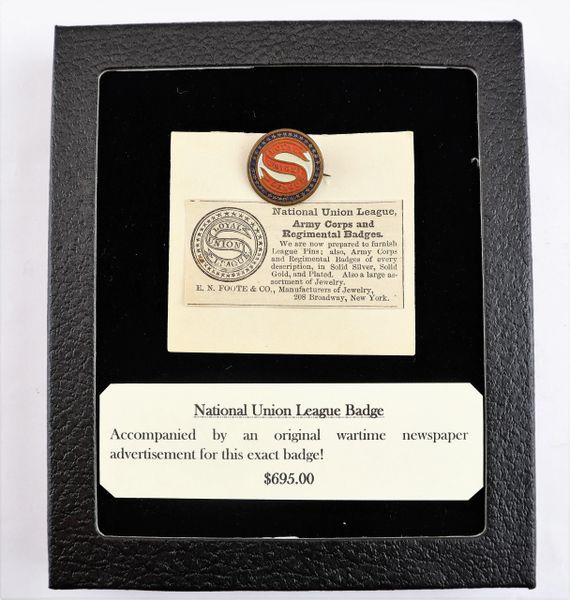 LOYAL
UNION
LEAGUE
LOYAL
UNION
LEAGUE
National Union League,
Army Corps and
Regimental Badges.
We are now prepared to furnish
League Pins; also, Army Corps
and Regimental Badges of every
description, in Solid Silver, Solid
Gold, and Plated. Also a large as-
sortment of Jewelry.
E. N. FOOTE & CO., Manufacturers of Jewelry,
208 Broadway, New York.
National Union League Badge
Accompanied by an original wartime newspaper
advertisement for this exact badge!
$695.00